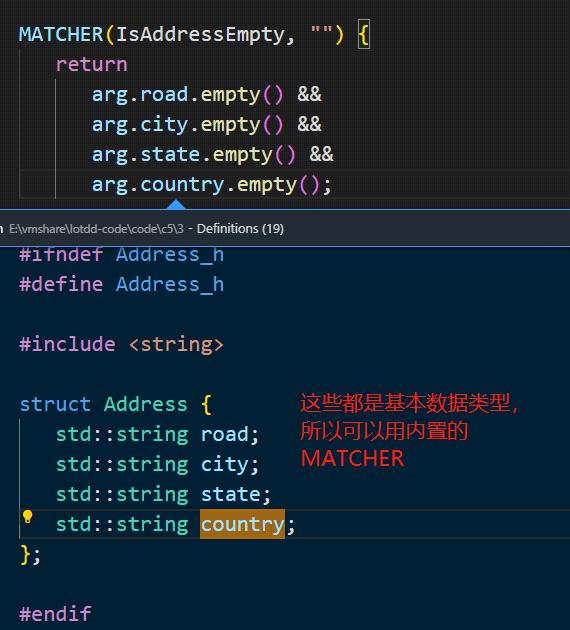 MATCHER(IsAddressEmpty, "") {
return
arg.road.empty() &&
arg.city.empty() &&
arg.state.empty() &&
arg.country.empty();
E:\vmshare\lotdd-code\code\c5\3 - Definitions (19)
#ifndef Address_h
#define Address_h
#include <string>
struct Address {
std::string road;
std::string city;
std::string state;
std::string country;
};
#endif
这些都是基本数据类型,
所以可以用内置的
MATCHER